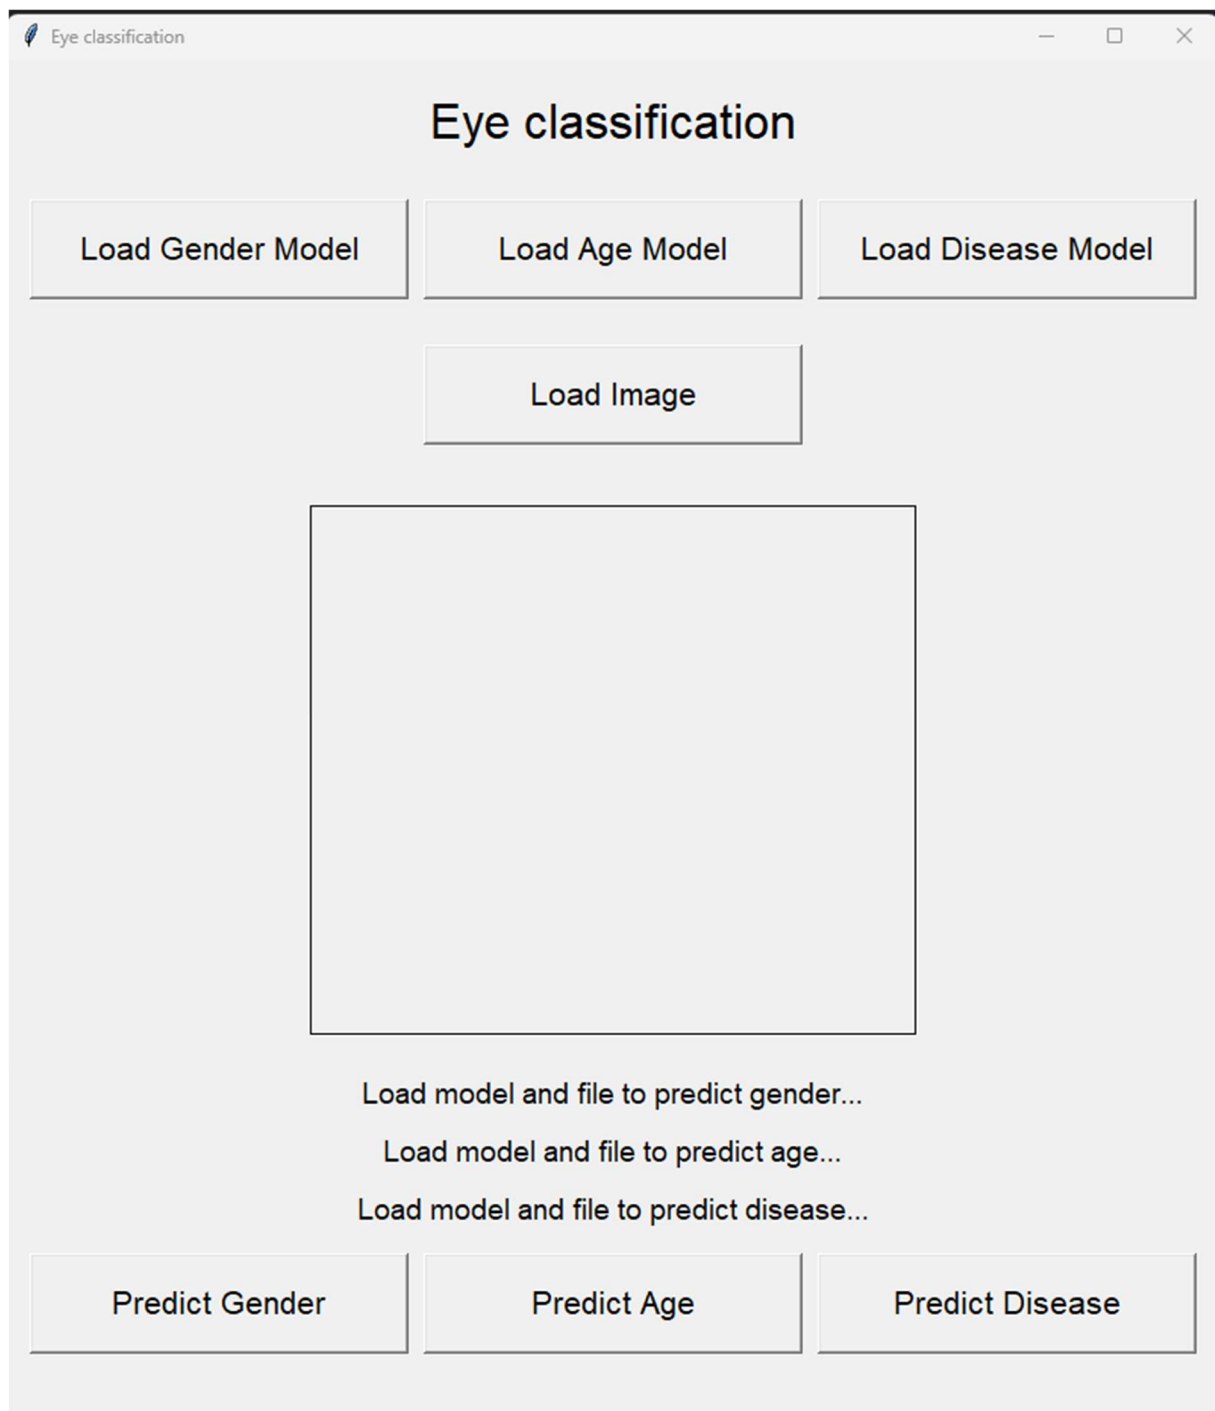 Eye classification
Eye classification
Load Gender Model
Load Age Model
Load Disease Model
Load Image
Load model and file to predict gender...
Load model and file to predict age...
Load model and file to predict disease...
Predict Gender
Predict Age
Predict Disease